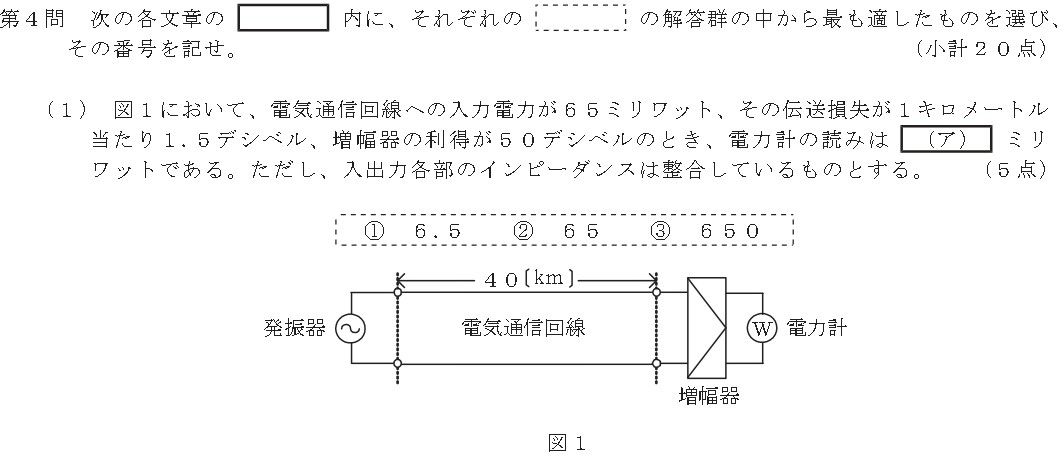 第４問　次の各文章の　　　　　内に、それぞれの　　　　　の解答群の中から最も適したものを選び、
その番号を記せ。　（小計２０点）
（１）　図１において、電気通信回線への入力電力が６５ミリワット、その伝送損失が１キロメートル
当たり１.５デシベル、増幅器の利得が５０デシベルのとき、電力計の読みは　（ア）　ミリ
ワットである。ただし、入出力各部のインピーダンスは整合しているものとする。　（５点）
①　６.５　②　６５　③　６５０
４０〔km〕
発振器　電気通信回線　W　電力計
増幅器
図１